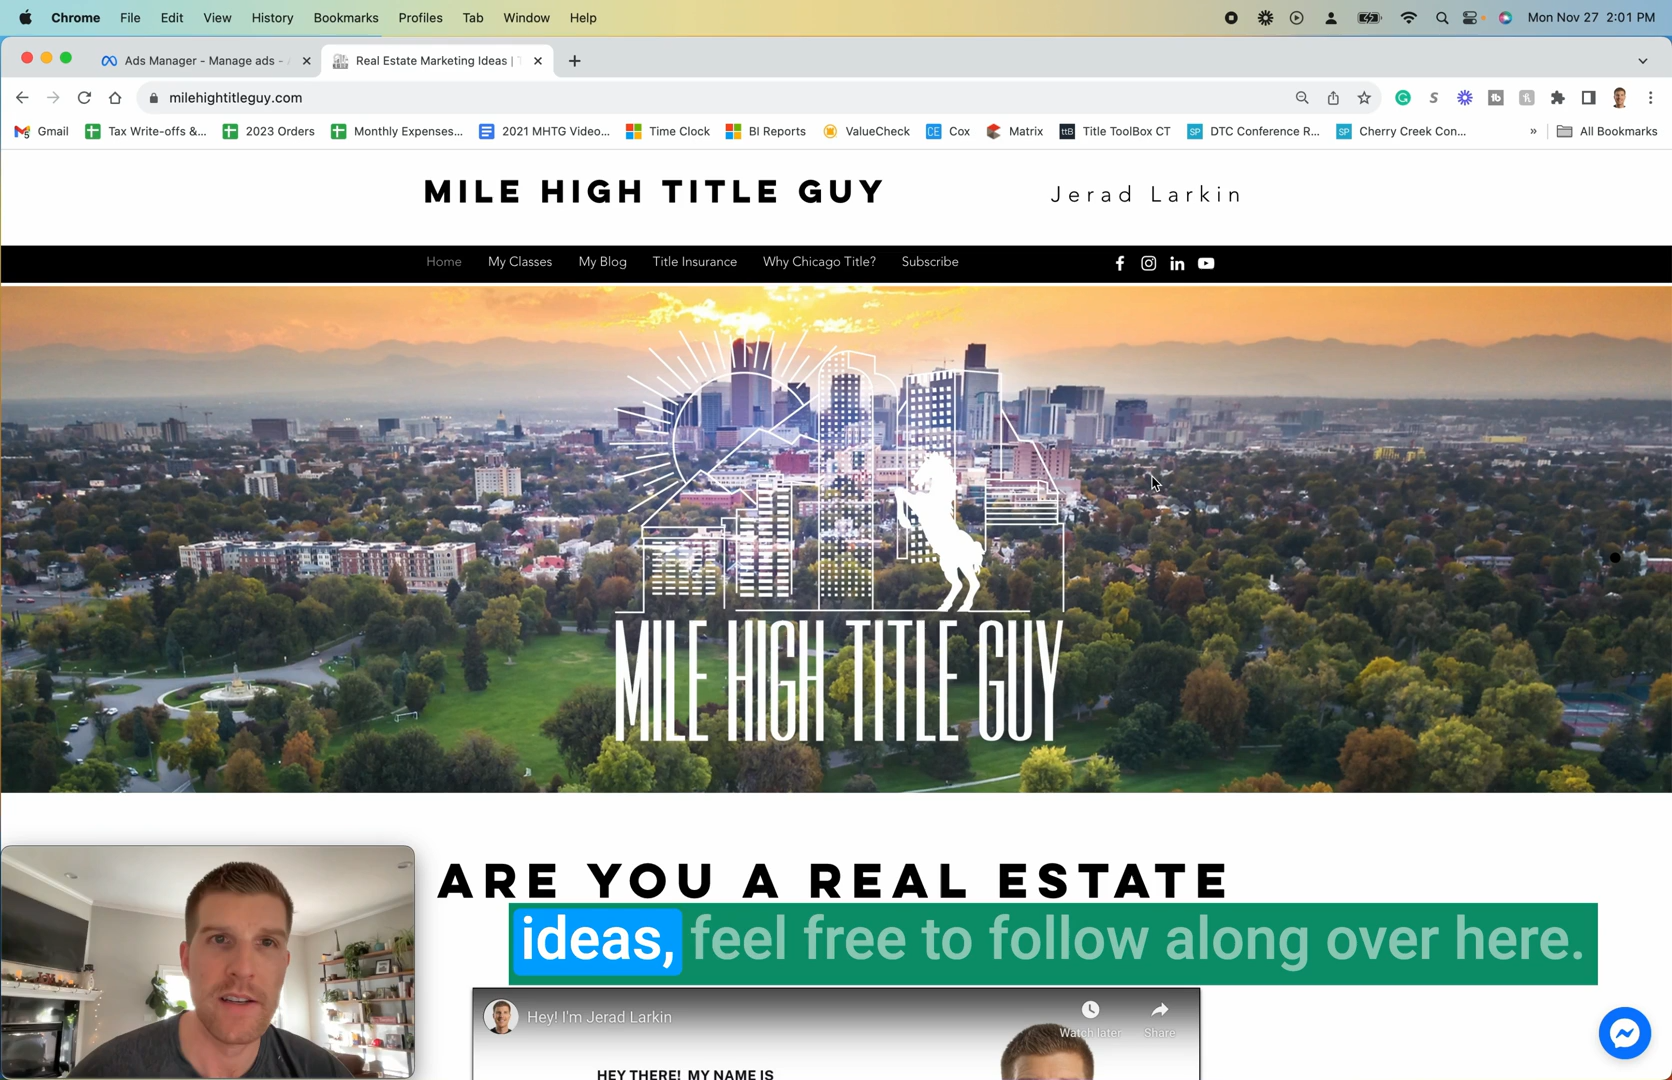 Chrome File Edit View History Bookmarks Profiles Tab Window Help Mon Nov 27 2:01 PM
Ads Manager - Manage ads - Real Estate Marketing Ideas |
milehightitleguy.com
Gmail Tax Write-offs &... 2023 Orders Monthly Expenses... 2021 MHTG Video... Time Clock BI Reports ValueCheck CE Cox Matrix ttB Title ToolBox CT SP DTC Conference R... SP Cherry Creek Con... » All Bookmarks
MILE HIGH TITLE GUY Jerad Larkin
Home My Classes My Blog Title Insurance Why Chicago Title? Subscribe
MILE HIGH TITLE GUY
ARE YOU A REAL ESTATE
ideas, feel free to follow along over here.
Hey! I'm Jerad Larkin Watch later Share
HEY THERE! MY NAME IS